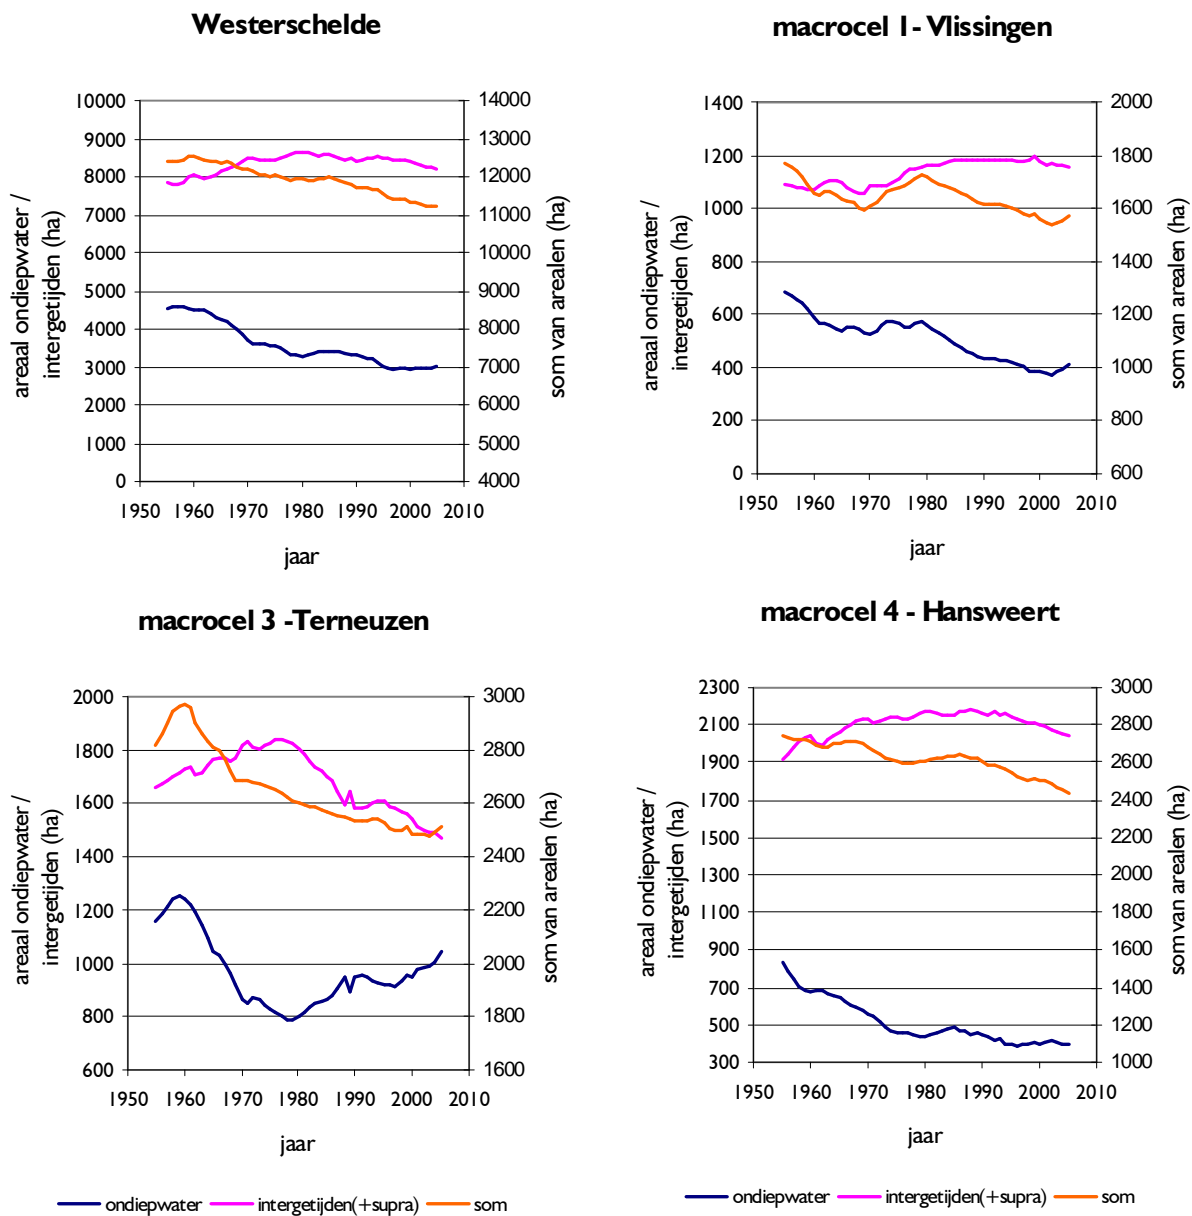 Westerschelde
areaal ondiepwater /
intergetijden (ha)
10000
9000
8000
7000
6000
5000
4000
3000
2000
1000
0
14000
13000
12000
11000
10000
9000
8000
7000
6000
5000
4000
som van arealen (ha)
1950 1960 1970 1980 1990 2000 2010
jaar
macrocel 1- Vlissingen
areaal ondiepwater /
intergetijden (ha)
1400
1200
1000
800
600
400
200
0
2000
1800
1600
1400
1200
1000
800
600
som van arealen (ha)
1950 1960 1970 1980 1990 2000 2010
jaar
macrocel 3 -Terneuzen
areaal ondiepwater /
intergetijden (ha)
2000
1800
1600
1400
1200
1000
800
600
3000
2800
2600
2400
2200
2000
1800
1600
som van arealen (ha)
1950 1960 1970 1980 1990 2000 2010
jaar
ondiepwater intergetijden(+supra) som
macrocel 4 - Hansweert
areaal ondiepwater /
intergetijden (ha)
2300
2100
1900
1700
1500
1300
1100
900
700
500
300
3000
2800
2600
2400
2200
2000
1800
1600
1400
1200
1000
som van arealen (ha)
1950 1960 1970 1980 1990 2000 2010
jaar
ondiepwater intergetijden(+supra) som